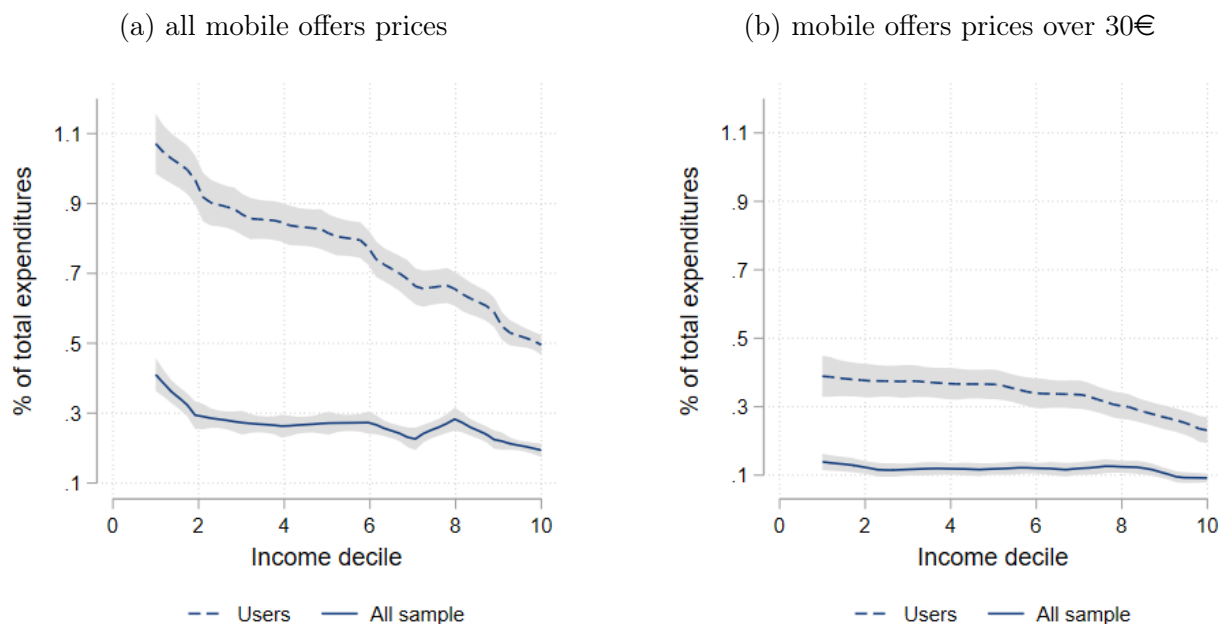 (a) all mobile offers prices
% of total expenditures
1.1
.9
.7
.5
.3
.1
0 2 4 6 8 10
Income decile
Users All sample
(b) mobile offers prices over 30€
% of total expenditures
1.1
.9
.7
.5
.3
.1
0 2 4 6 8 10
Income decile
Users All sample